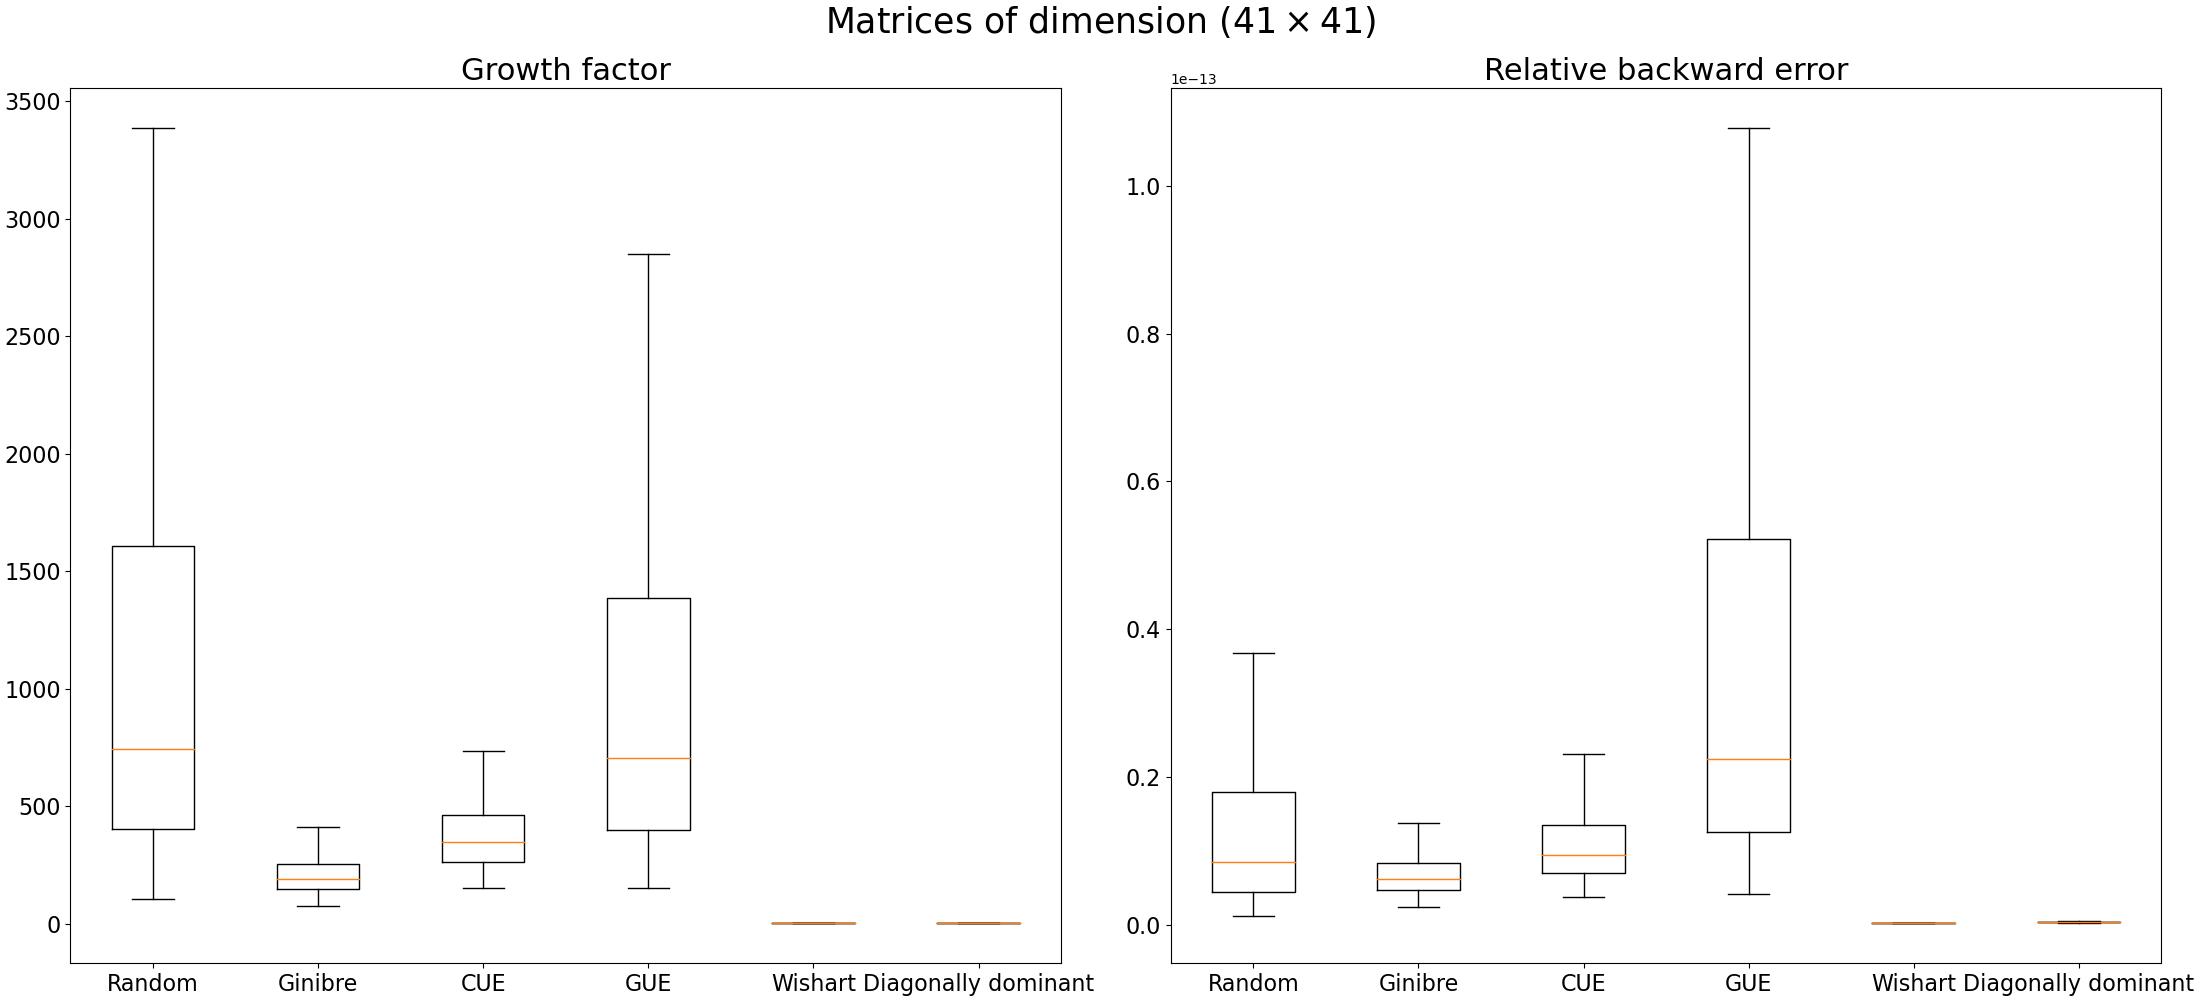 Matrices of dimension (41 × 41)
Growth factor
3500
3000
2500
2000
1500
1000
500
0
Random Ginibre CUE GUE Wishart Diagonally dominant
Relative backward error
1e−13
1.0
0.8
0.6
0.4
0.2
0.0
Random Ginibre CUE GUE Wishart Diagonally dominant